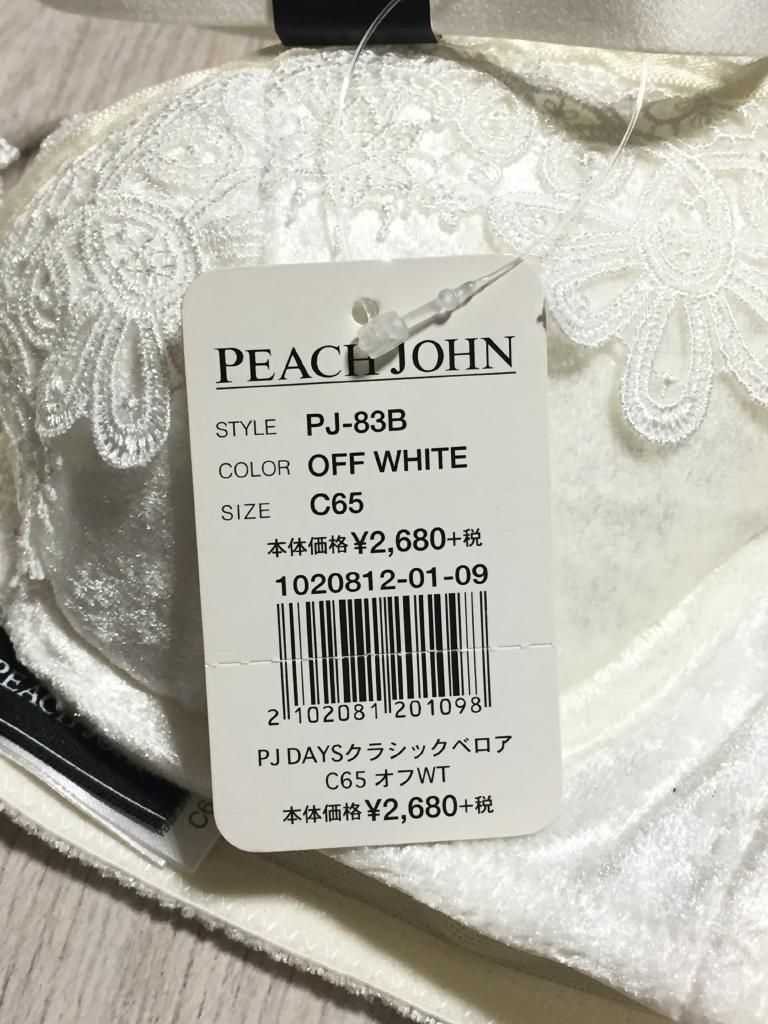 PEACH JOHN
STYLE PJ-83B
COLOR OFF WHITE
SIZE C65
本体価格¥2,680+税
1020812-01-09
2 102081 201098
PJ DAYSクラシックベロア
C65 オフWT
本体価格¥2,680+税
PEACH JOHN